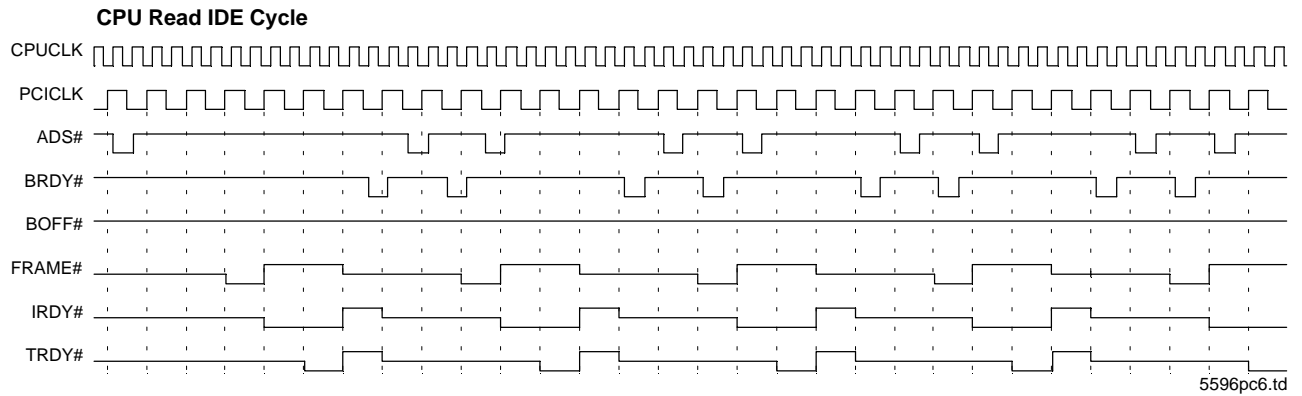 CPU Read IDE Cycle
CPUCLK
PCICLK
ADS#
BRDY#
BOFF#
FRAME#
IRDY#
TRDY#
5596pc6.td